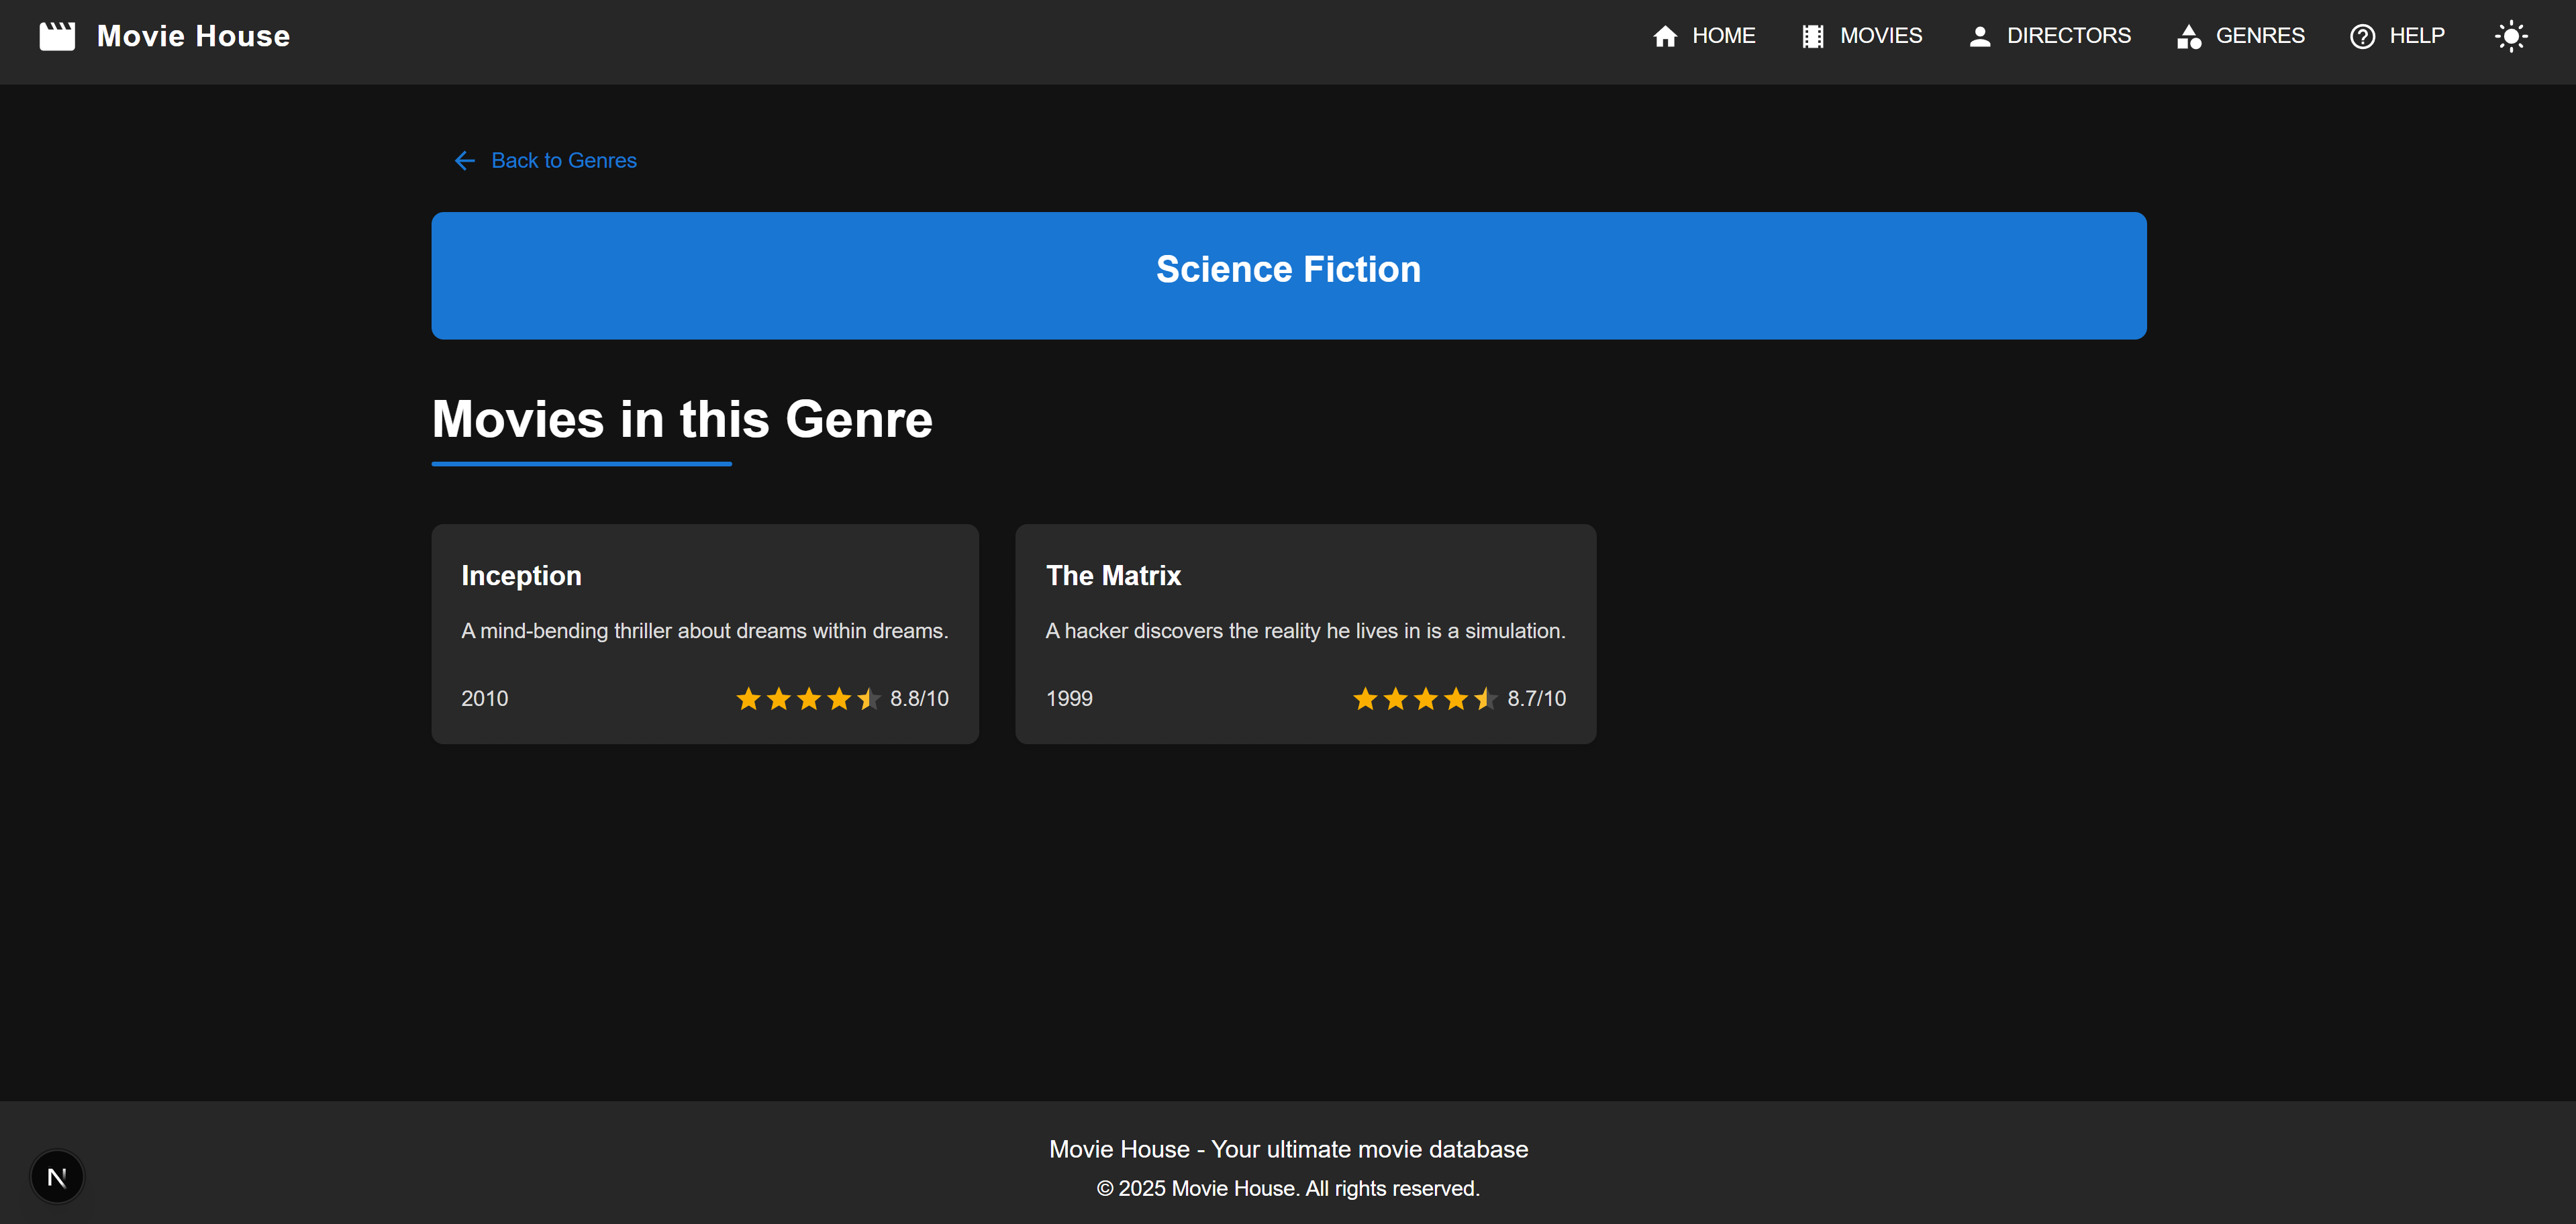 Movie House
HOME
MOVIES
DIRECTORS
GENRES
HELP
Back to Genres
Science Fiction
Movies in this Genre
Inception
A mind-bending thriller about dreams within dreams.
2010
8.8/10
The Matrix
A hacker discovers the reality he lives in is a simulation.
1999
8.7/10
Movie House - Your ultimate movie database
© 2025 Movie House. All rights reserved.
N